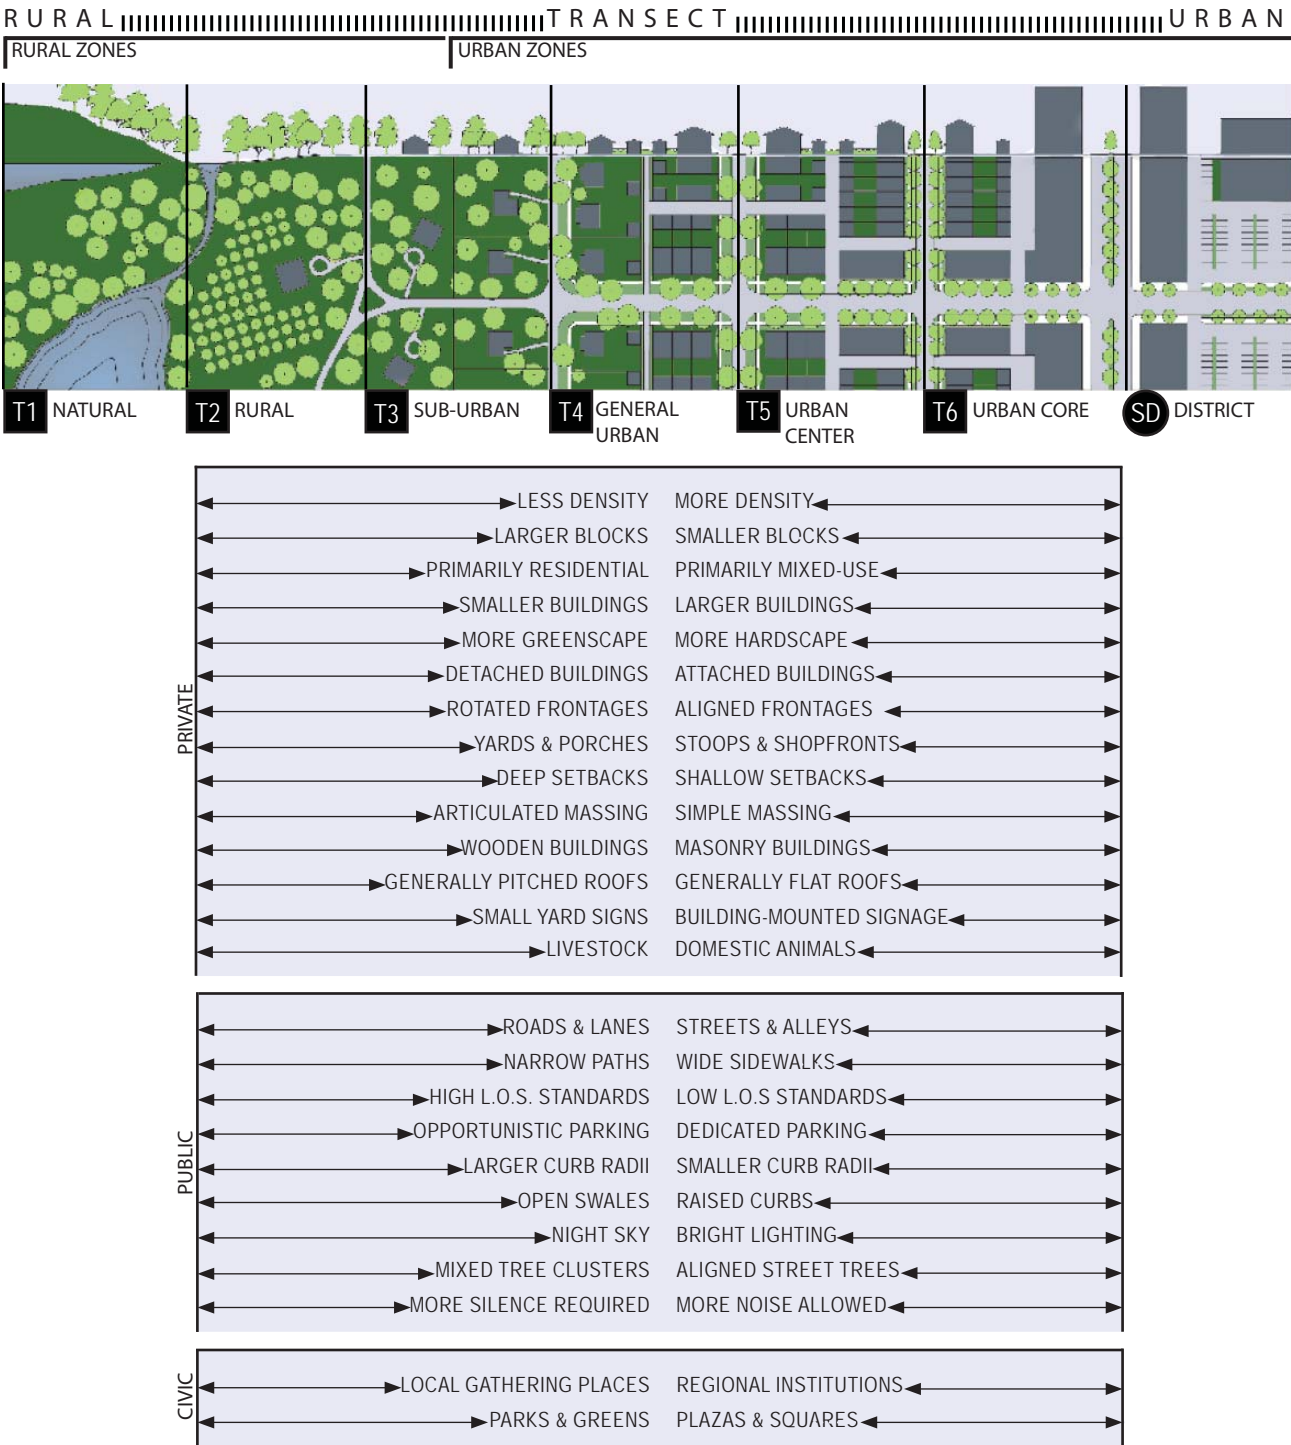 RURAL TRANSECT URBAN
RURAL ZONES URBAN ZONES
T1 NATURAL T2 RURAL T3 SUB-URBAN T4 GENERAL URBAN T5 URBAN CENTER T6 URBAN CORE SD DISTRICT
PRIVATE
LESS DENSITY MORE DENSITY
LARGER BLOCKS SMALLER BLOCKS
PRIMARILY RESIDENTIAL PRIMARILY MIXED-USE
SMALLER BUILDINGS LARGER BUILDINGS
MORE GREENSCAPE MORE HARDSCAPE
DETACHED BUILDINGS ATTACHED BUILDINGS
ROTATED FRONTAGES ALIGNED FRONTAGES
YARDS & PORCHES STOOPS & SHOPFRONTS
DEEP SETBACKS SHALLOW SETBACKS
ARTICULATED MASSING SIMPLE MASSING
WOODEN BUILDINGS MASONRY BUILDINGS
GENERALLY PITCHED ROOFS GENERALLY FLAT ROOFS
SMALL YARD SIGNS BUILDING-MOUNTED SIGNAGE
LIVESTOCK DOMESTIC ANIMALS
PUBLIC
ROADS & LANES STREETS & ALLEYS
NARROW PATHS WIDE SIDEWALKS
HIGH L.O.S. STANDARDS LOW L.O.S STANDARDS
OPPORTUNISTIC PARKING DEDICATED PARKING
LARGER CURB RADII SMALLER CURB RADII
OPEN SWALES RAISED CURBS
NIGHT SKY BRIGHT LIGHTING
MIXED TREE CLUSTERS ALIGNED STREET TREES
MORE SILENCE REQUIRED MORE NOISE ALLOWED
CIVIC
LOCAL GATHERING PLACES REGIONAL INSTITUTIONS
PARKS & GREENS PLAZAS & SQUARES